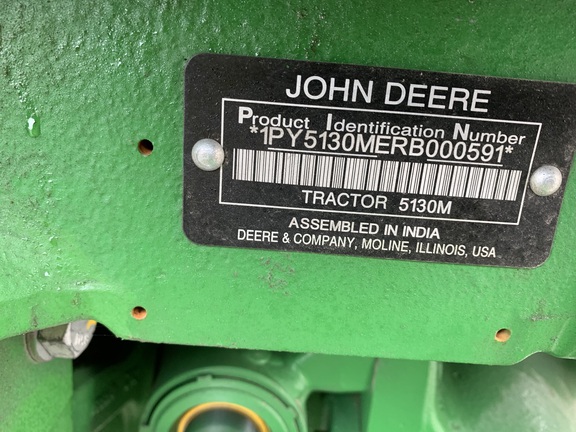 JOHN DEERE
Product Identification Number
*1PY5130MERB000591*
TRACTOR 5130M
ASSEMBLED IN INDIA
DEERE & COMPANY, MOLINE, ILLINOIS, USA